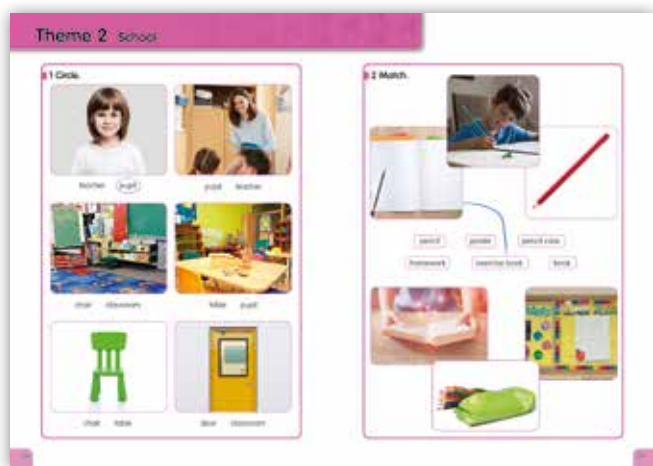 Theme 2 School
1 Circle.
teacher pupil
pupil teacher
chair classroom
table pupil
chair table
door classroom
2 Match.
pencil poster pencil case
homework exercise book book